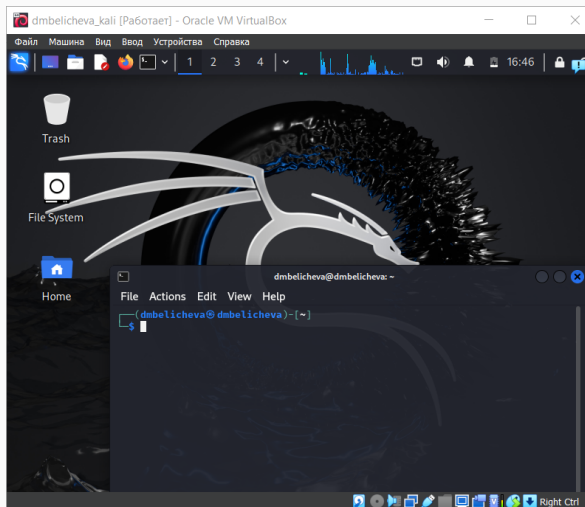 dmbelicheva_kali [Работает] - Oracle VM VirtualBox
Файл Машина Вид Ввод Устройства Справка
1 2 3 4 16:46
Trash
File System
Home
dmbelicheva@dmbelicheva: ~
File Actions Edit View Help
┌──(dmbelicheva㉿dmbelicheva)-[~]
└─$
Right Ctrl